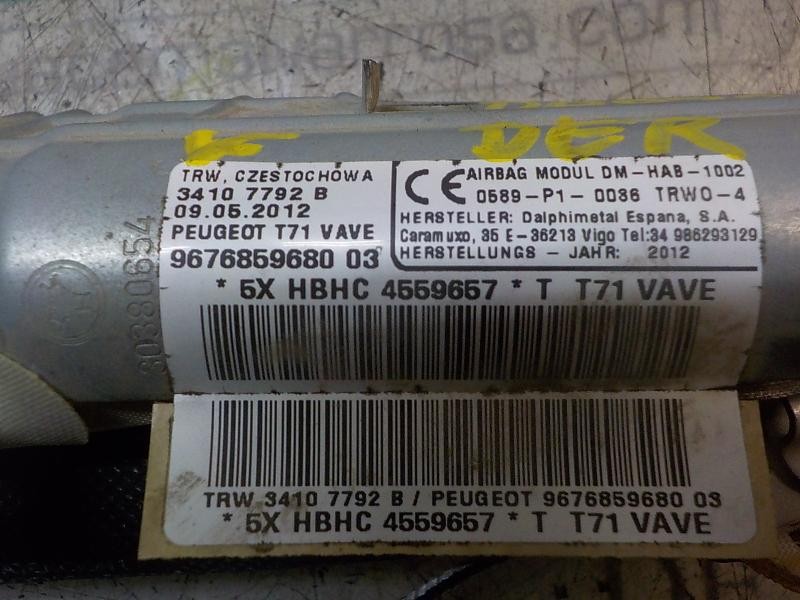 DER
TRW, CZESTOCHOWA
3410 7792 B
09.05.2012
PEUGEOT T71 VAVE
9676859680 03
CE AIRBAG MODUL DM-HAB-1002
0589-P1-0036 TRWO-4
HERSTELLER: Dalphimetal Espana, S.A.
Caramuxo, 35 E-36213 Vigo Tel:34 986293129
HERSTELLUNGS - JAHR: 2012
* 5X HBHC 4559657 * T T71 VAVE
30380654
TRW 3410 7792 B / PEUGEOT 9676859680 03
* 5X HBHC 4559657 * T T71 VAVE